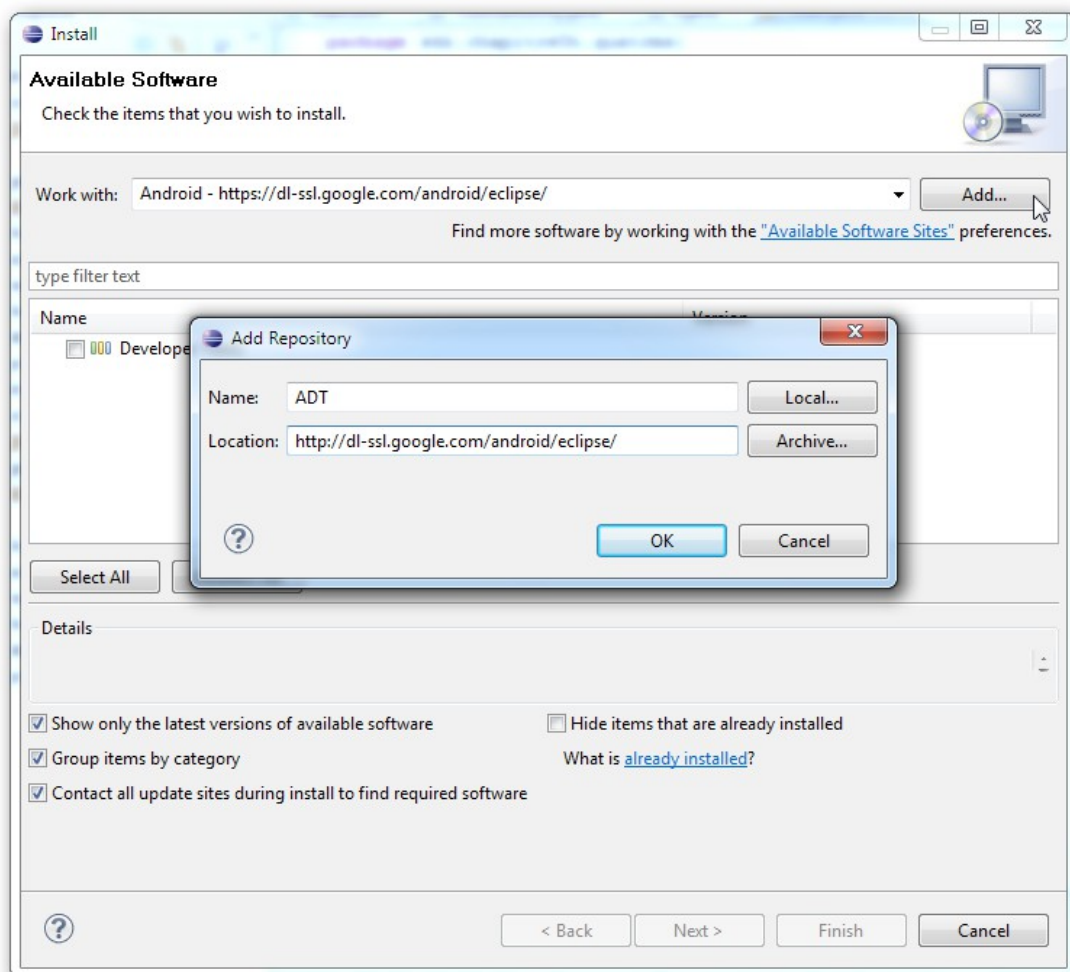 Install
Available Software
Check the items that you wish to install.
Work with: Android - https://dl-ssl.google.com/android/eclipse/ Add...
Find more software by working with the "Available Software Sites" preferences.
type filter text
Name Version
Add Repository
Name: ADT Local...
Location: http://dl-ssl.google.com/android/eclipse/ Archive...
OK Cancel
Select All
Details
Show only the latest versions of available software Hide items that are already installed
Group items by category What is already installed?
Contact all update sites during install to find required software
< Back Next > Finish Cancel